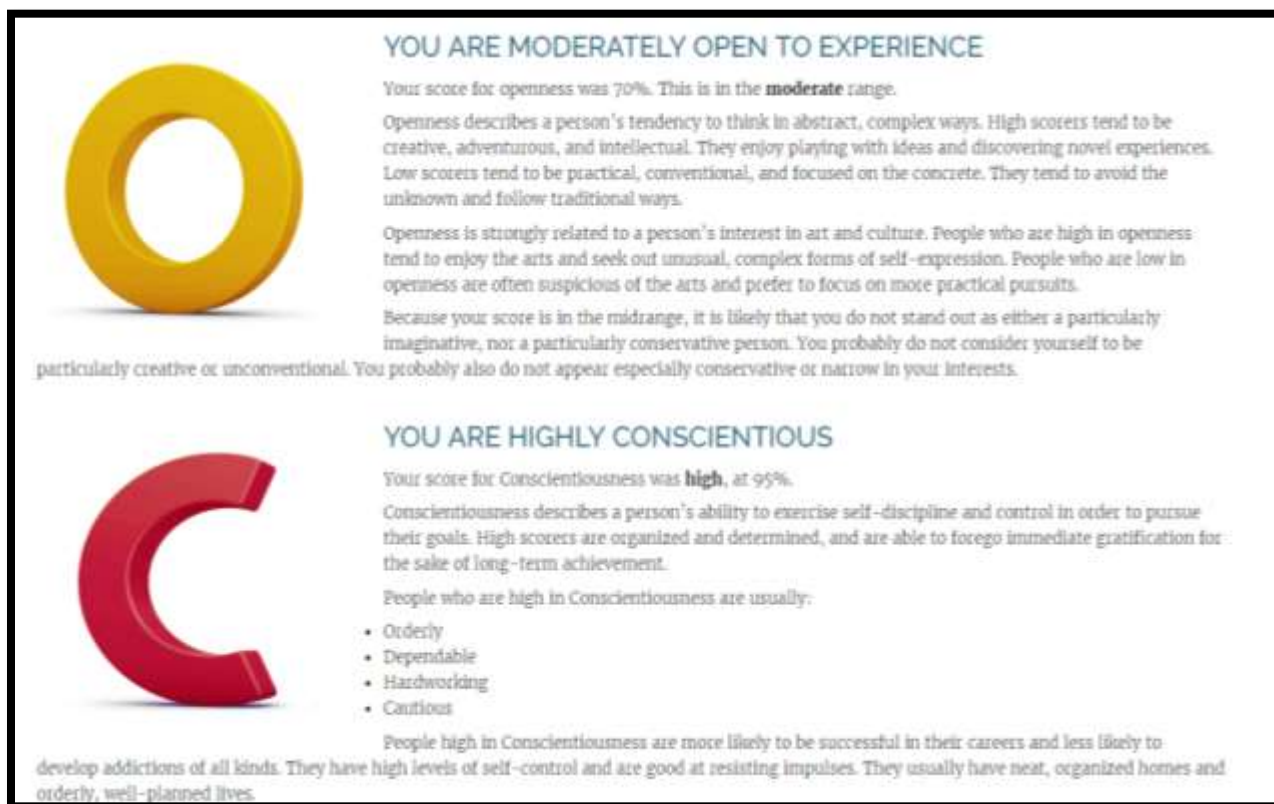 YOU ARE MODERATELY OPEN TO EXPERIENCE
Your score for openness was 70%. This is in the moderate range.
Openness describes a person's tendency to think in abstract, complex ways. High scorers tend to be
creative, adventurous, and intellectual. They enjoy playing with ideas and discovering novel experiences.
Low scorers tend to be practical, conventional, and focused on the concrete. They tend to avoid the
unknown and follow traditional ways.
Openness is strongly related to a person's interest in art and culture. People who are high in openness
tend to enjoy the arts and seek out unusual, complex forms of self-expression. People who are low in
openness are often suspicious of the arts and prefer to focus on more practical pursuits.
Because your score is in the midrange, it is likely that you do not stand out as either a particularly
imaginative, nor a particularly conservative person. You probably do not consider yourself to be
particularly creative or unconventional. You probably also do not appear especially conservative or narrow in your interests.
O
YOU ARE HIGHLY CONSCIENTIOUS
Your score for Conscientiousness was high, at 95%.
Conscientiousness describes a person's ability to exercise self-discipline and control in order to pursue
their goals. High scorers are organized and determined, and are able to forego immediate gratification for
the sake of long-term achievement.
People who are high in Conscientiousness are usually:
• Orderly
• Dependable
• Hardworking
• Cautious
People high in Conscientiousness are more likely to be successful in their careers and less likely to
develop addictions of all kinds. They have high levels of self-control and are good at resisting impulses. They usually have neat, organized homes and
orderly, well-planned lives.
C